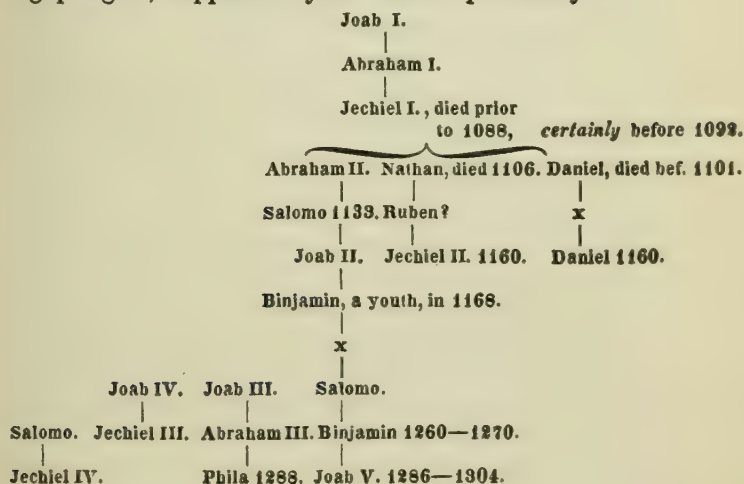 Joab I.
Abraham I.
Jechiel I., died prior
to 1088, certainly before 1092.
Abraham II. Nathan, died 1106. Daniel, died bef. 1101.
Salomo 1133. Ruben? x
Joab II. Jechiel II. 1160. Daniel 1160.
Binjamin, a youth, in 1168.
x
Joab IV. Joab III. Salomo.
Salomo. Jechiel III. Abraham III. Binjamin 1260—1270.
Jechiel IV. Phila 1288. Joab V. 1286—1304.